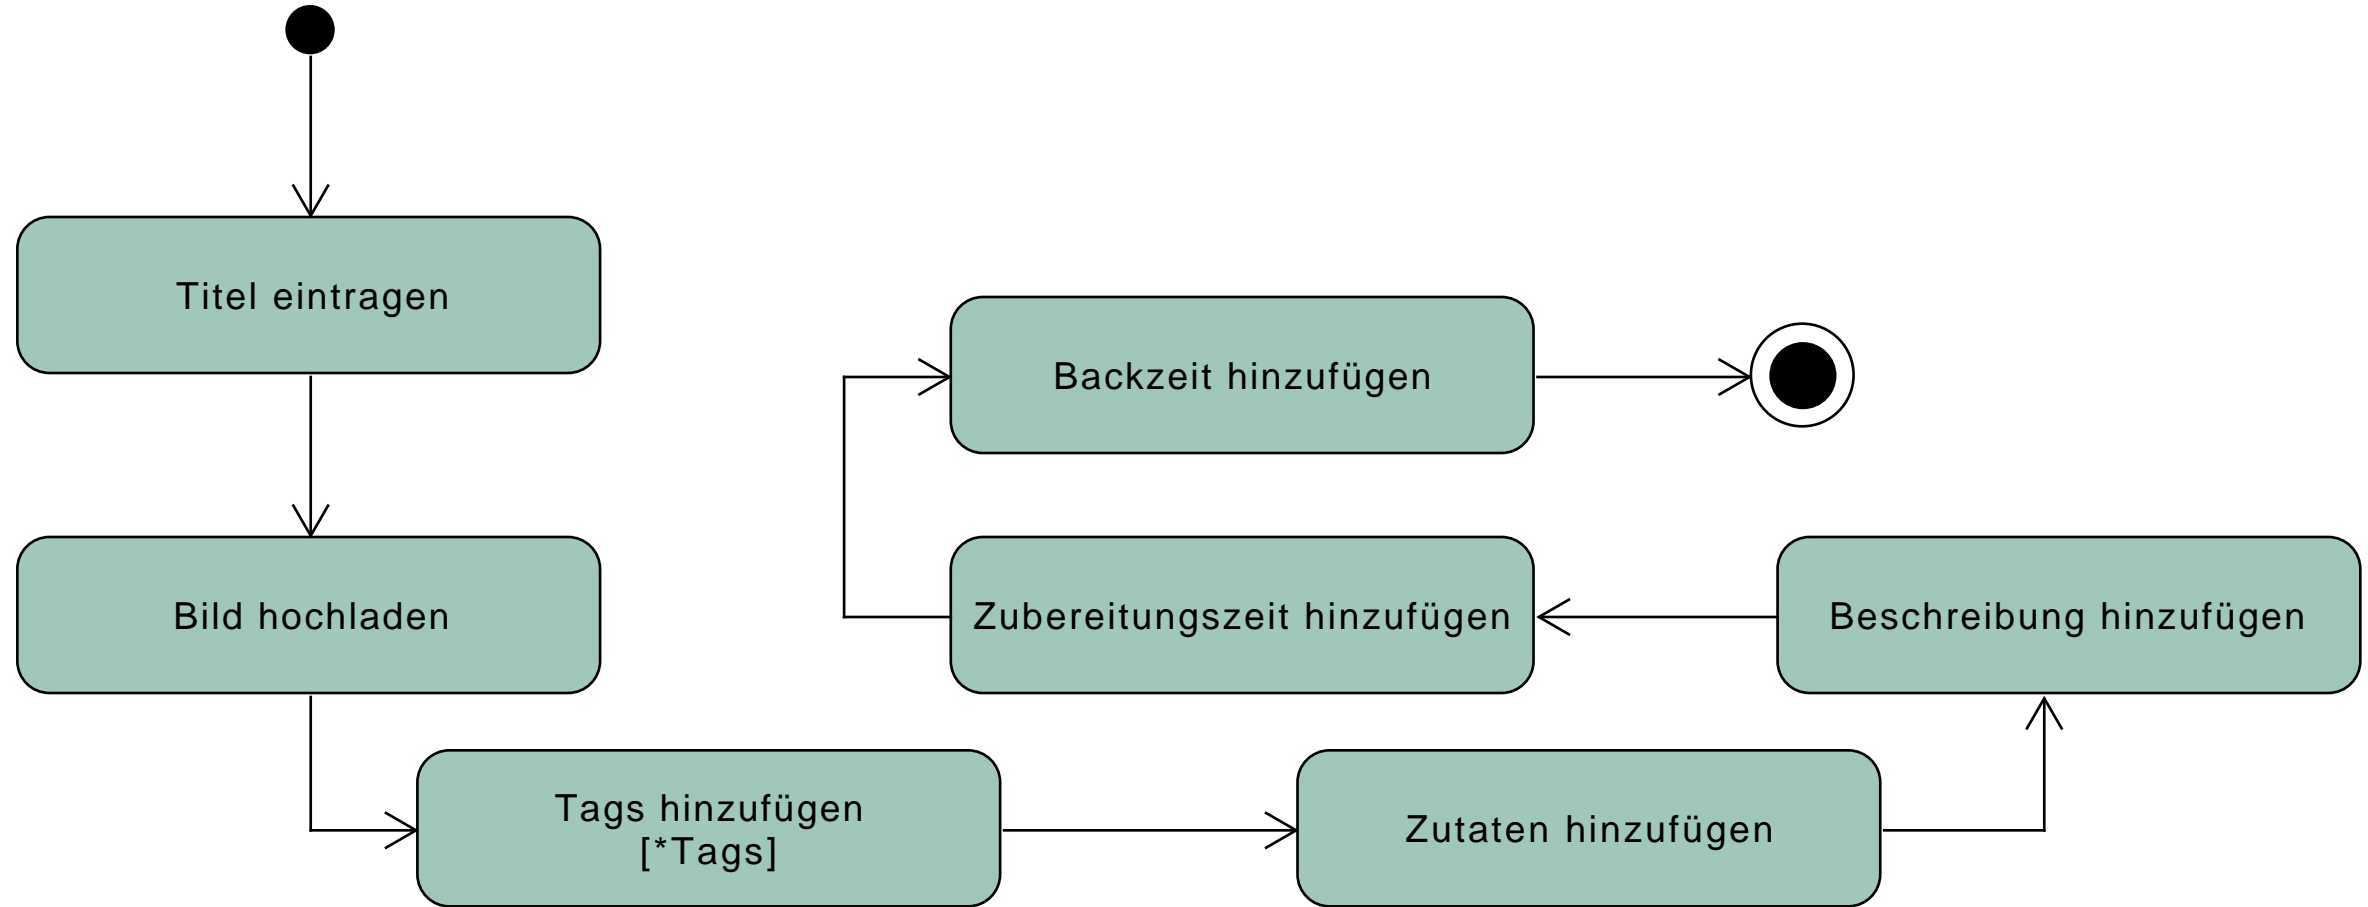 Titel eintragen
Backzeit hinzufügen
Bild hochladen
Zubereitungszeit hinzufügen
Beschreibung hinzufügen
Tags hinzufügen
[*Tags]
Zutaten hinzufügen